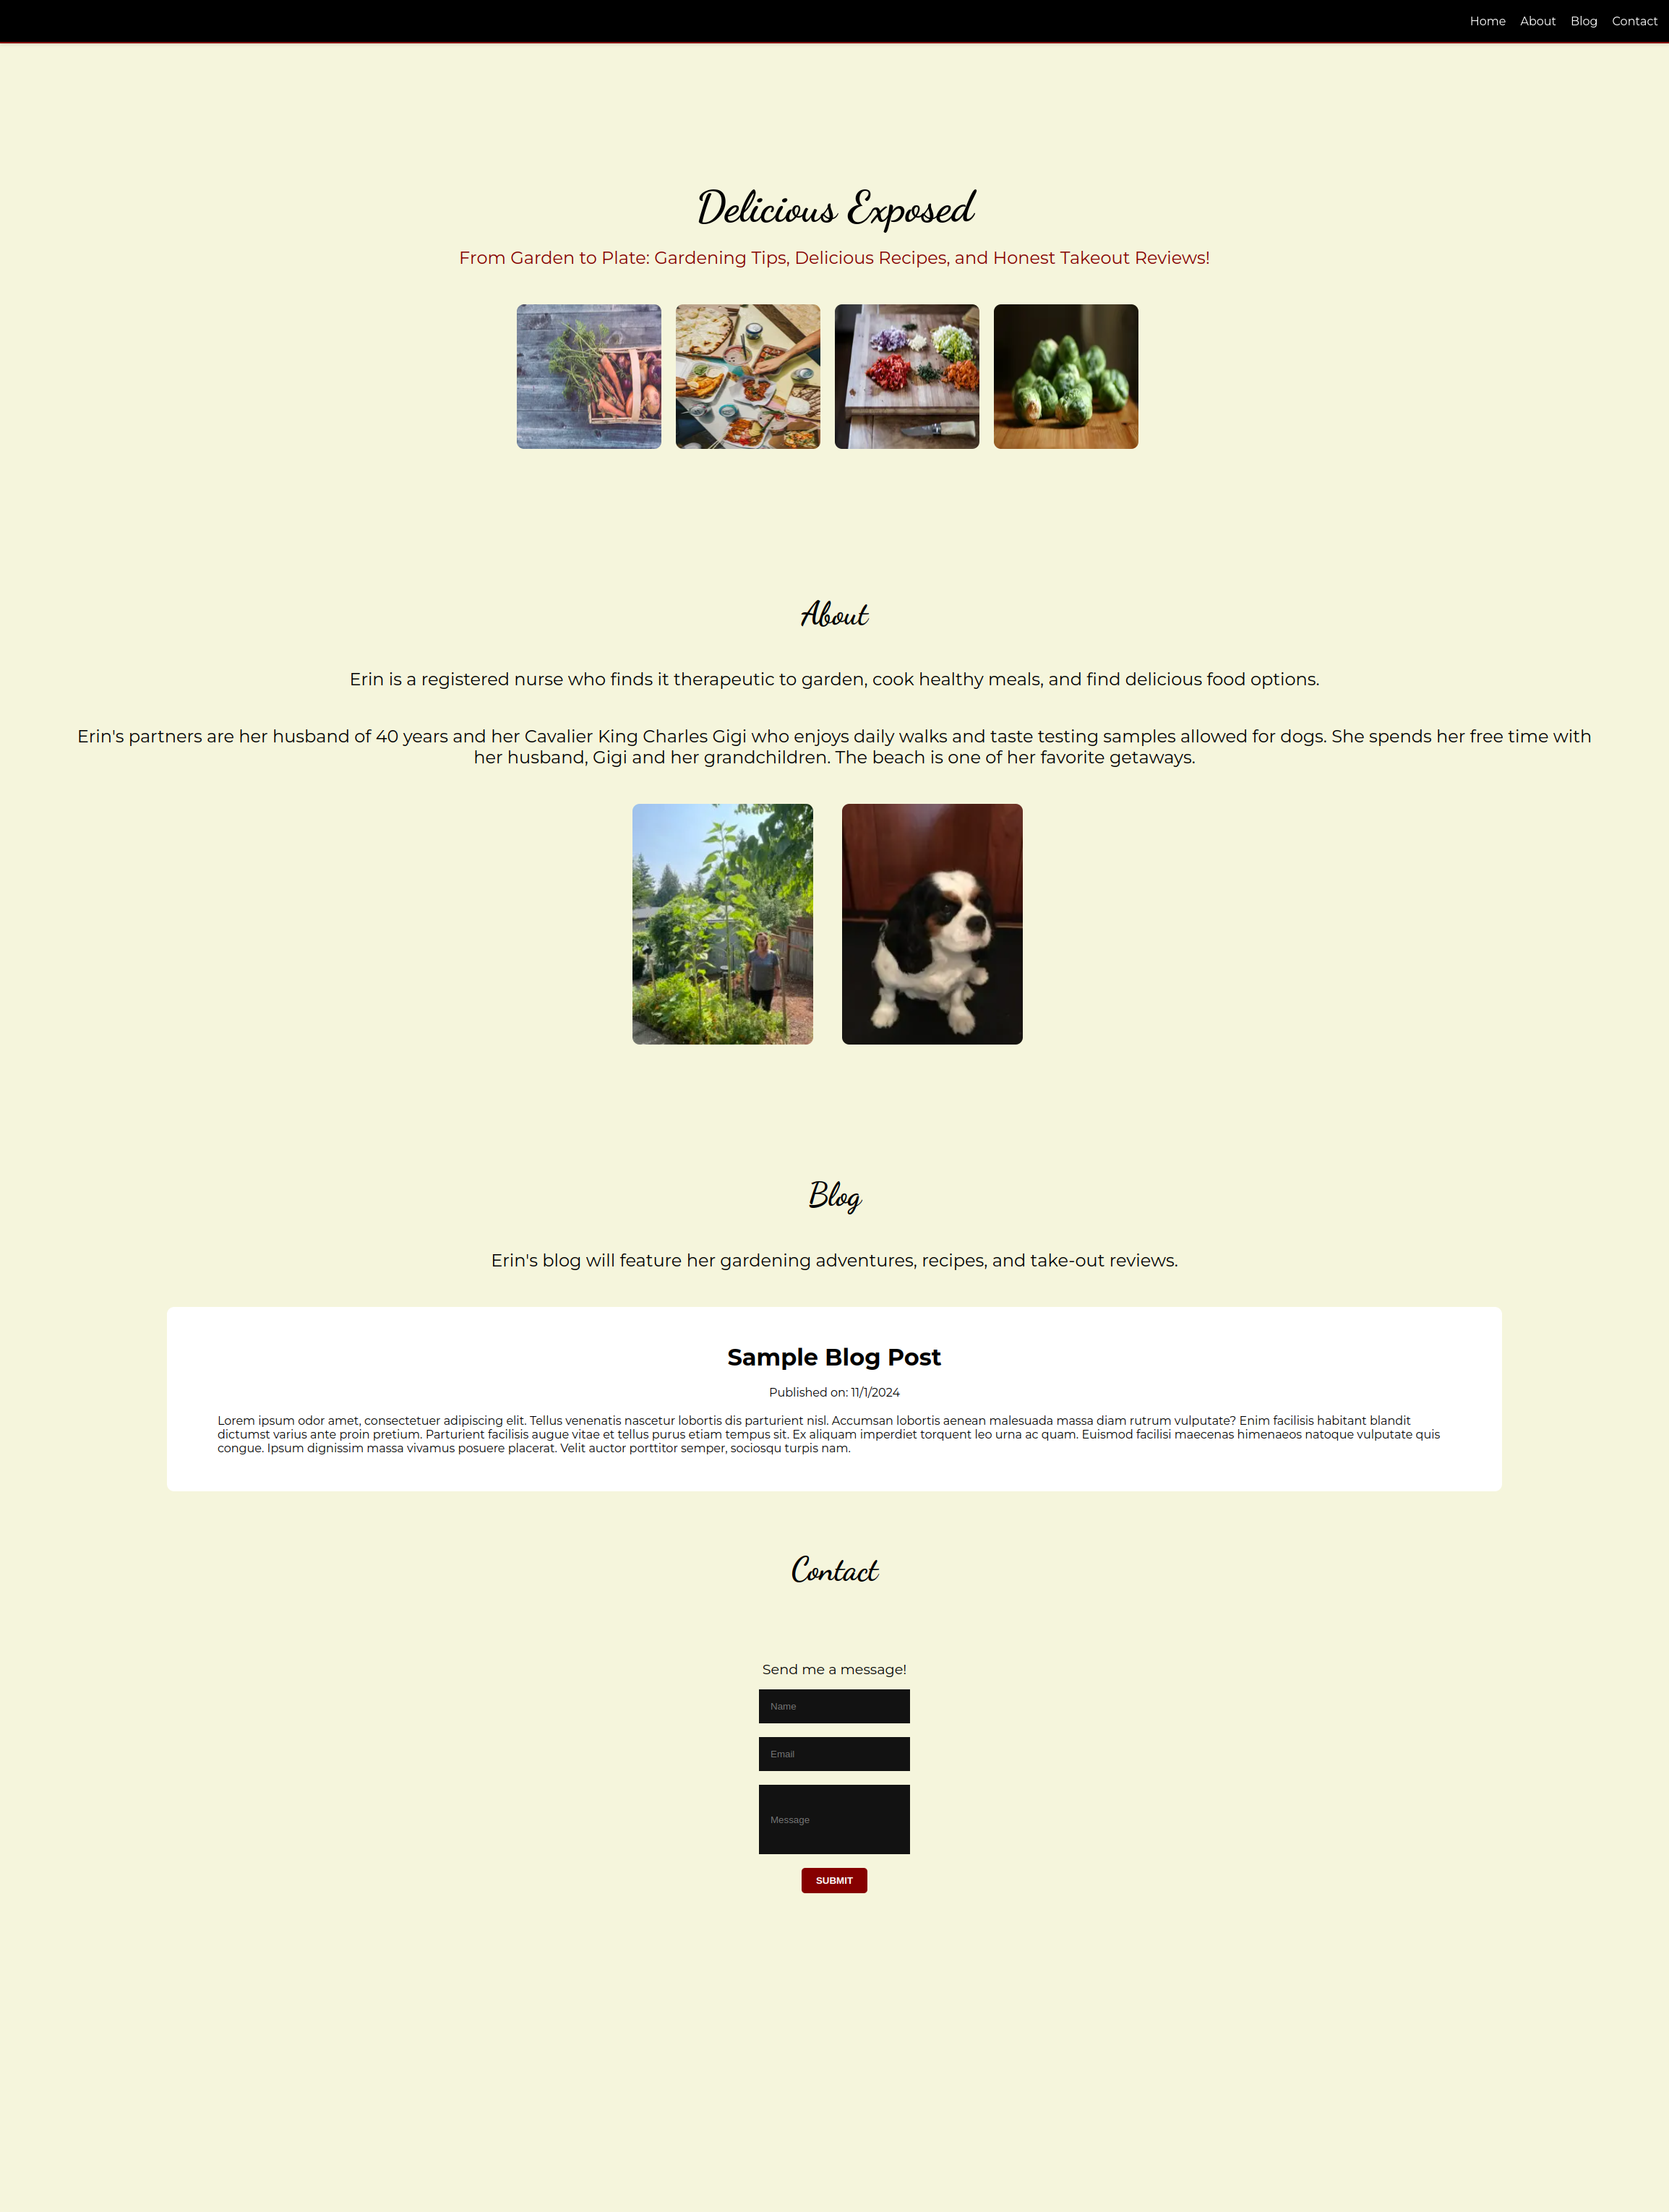 Home About Blog Contact
Delicious Exposed
From Garden to Plate: Gardening Tips, Delicious Recipes, and Honest Takeout Reviews!
About
Erin is a registered nurse who finds it therapeutic to garden, cook healthy meals, and find delicious food options.
Erin's partners are her husband of 40 years and her Cavalier King Charles Gigi who enjoys daily walks and taste testing samples allowed for dogs. She spends her free time with
her husband, Gigi and her grandchildren. The beach is one of her favorite getaways.
Blog
Erin's blog will feature her gardening adventures, recipes, and take-out reviews.
Sample Blog Post
Published on: 11/1/2024
Lorem ipsum odor amet, consectetuer adipiscing elit. Tellus venenatis nascetur lobortis dis parturient nisl. Accumsan lobortis aenean malesuada massa diam rutrum vulputate? Enim facilisis habitant blandit
dictumst varius ante proin pretium. Parturient facilisis augue vitae et tellus purus etiam tempus sit. Ex aliquam imperdiet torquent leo urna ac quam. Euismod facilisi maecenas himenaeos natoque vulputate quis
congue. Ipsum dignissim massa vivamus posuere placerat. Velit auctor porttitor semper, sociosqu turpis nam.
Contact
Send me a message!
Name
Email
Message
SUBMIT